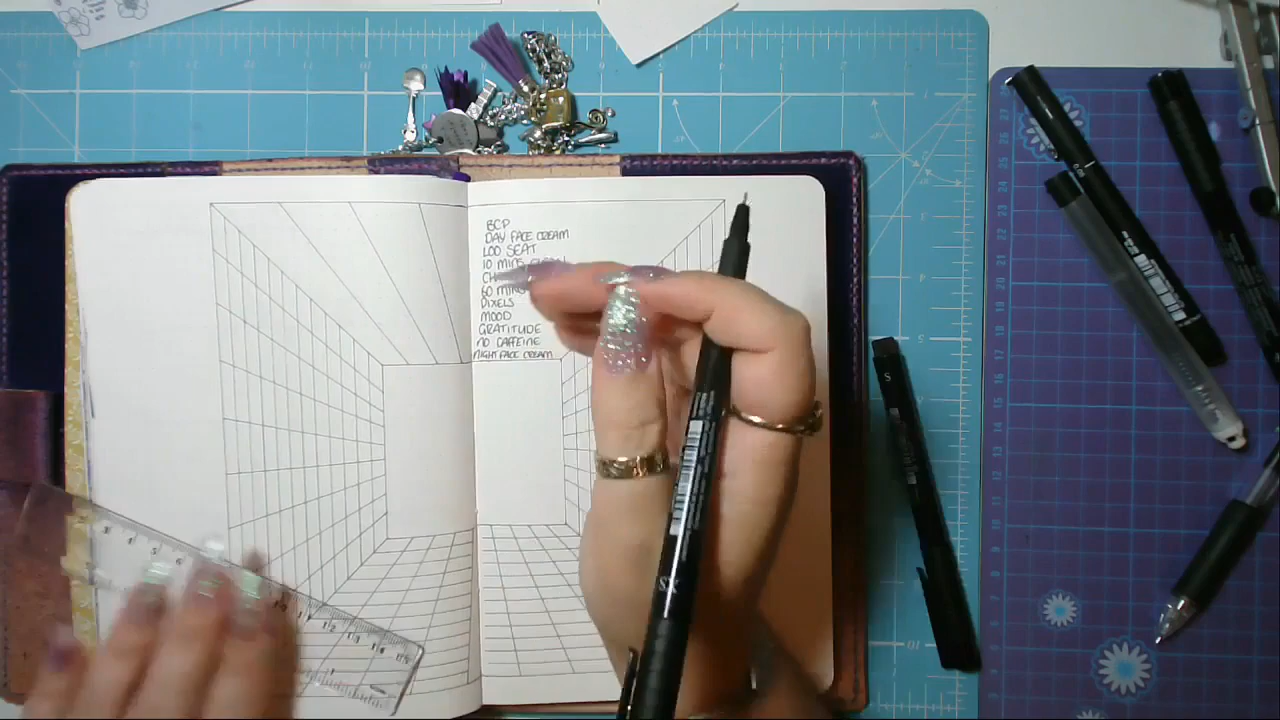 BCP
DAY FACE CREAM
LOO SEAT
10 MINS
60 MINS
PIXELS
MOOD
GRATITUDE
NO CAFFEINE
NIGHT FACE CREAM